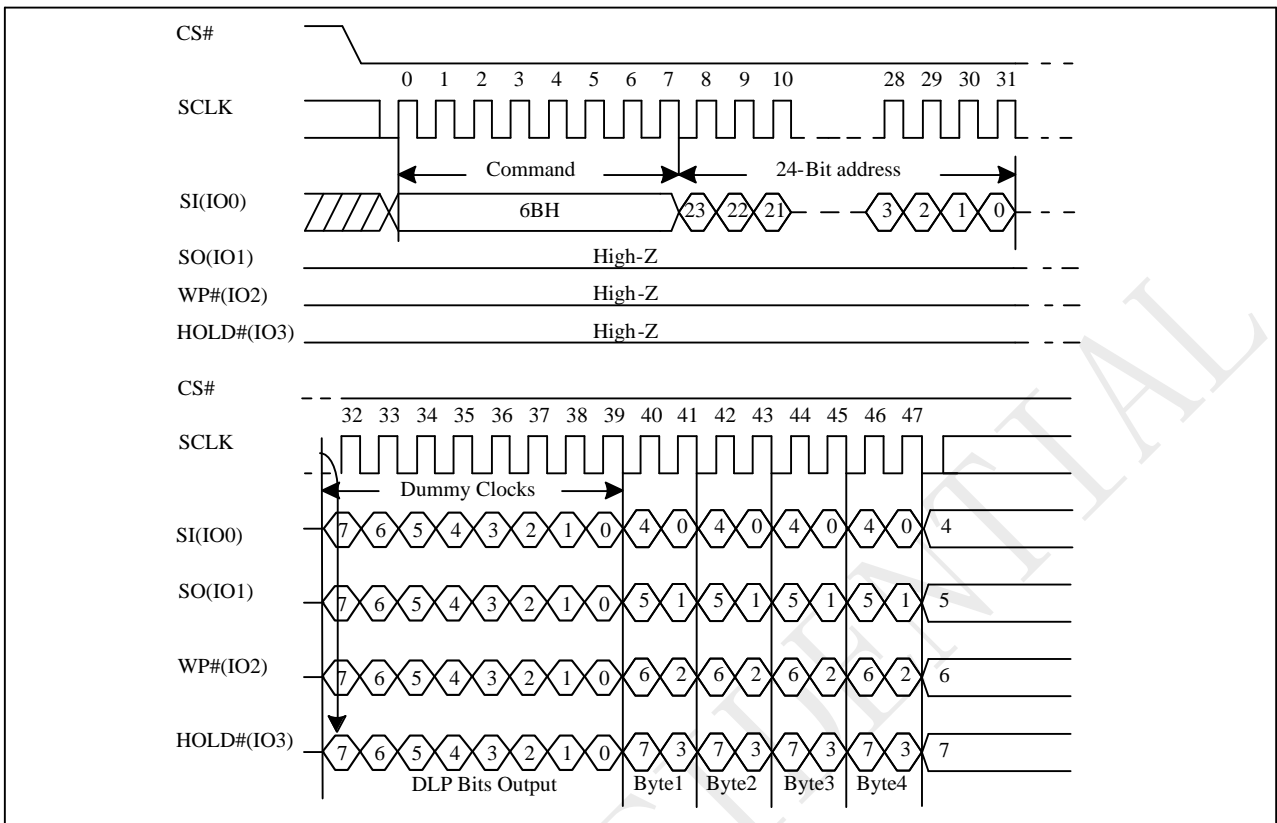 CS#
0 1 2 3 4 5 6 7 8 9 10 28 29 30 31
SCLK
Command 24-Bit address
SI(IO0) 6BH 23 22 21 3 2 1 0
SO(IO1) High-Z
WP#(IO2) High-Z
HOLD#(IO3) High-Z
CS#
32 33 34 35 36 37 38 39 40 41 42 43 44 45 46 47
SCLK
Dummy Clocks
SI(IO0) 7 6 5 4 3 2 1 0 4 0 4 0 4 0 4 0 4
SO(IO1) 7 6 5 4 3 2 1 0 5 1 5 1 5 1 5 1 5
WP#(IO2) 7 6 5 4 3 2 1 0 6 2 6 2 6 2 6 2 6
HOLD#(IO3) 7 6 5 4 3 2 1 0 7 3 7 3 7 3 7 3 7
DLP Bits Output Byte1 Byte2 Byte3 Byte4